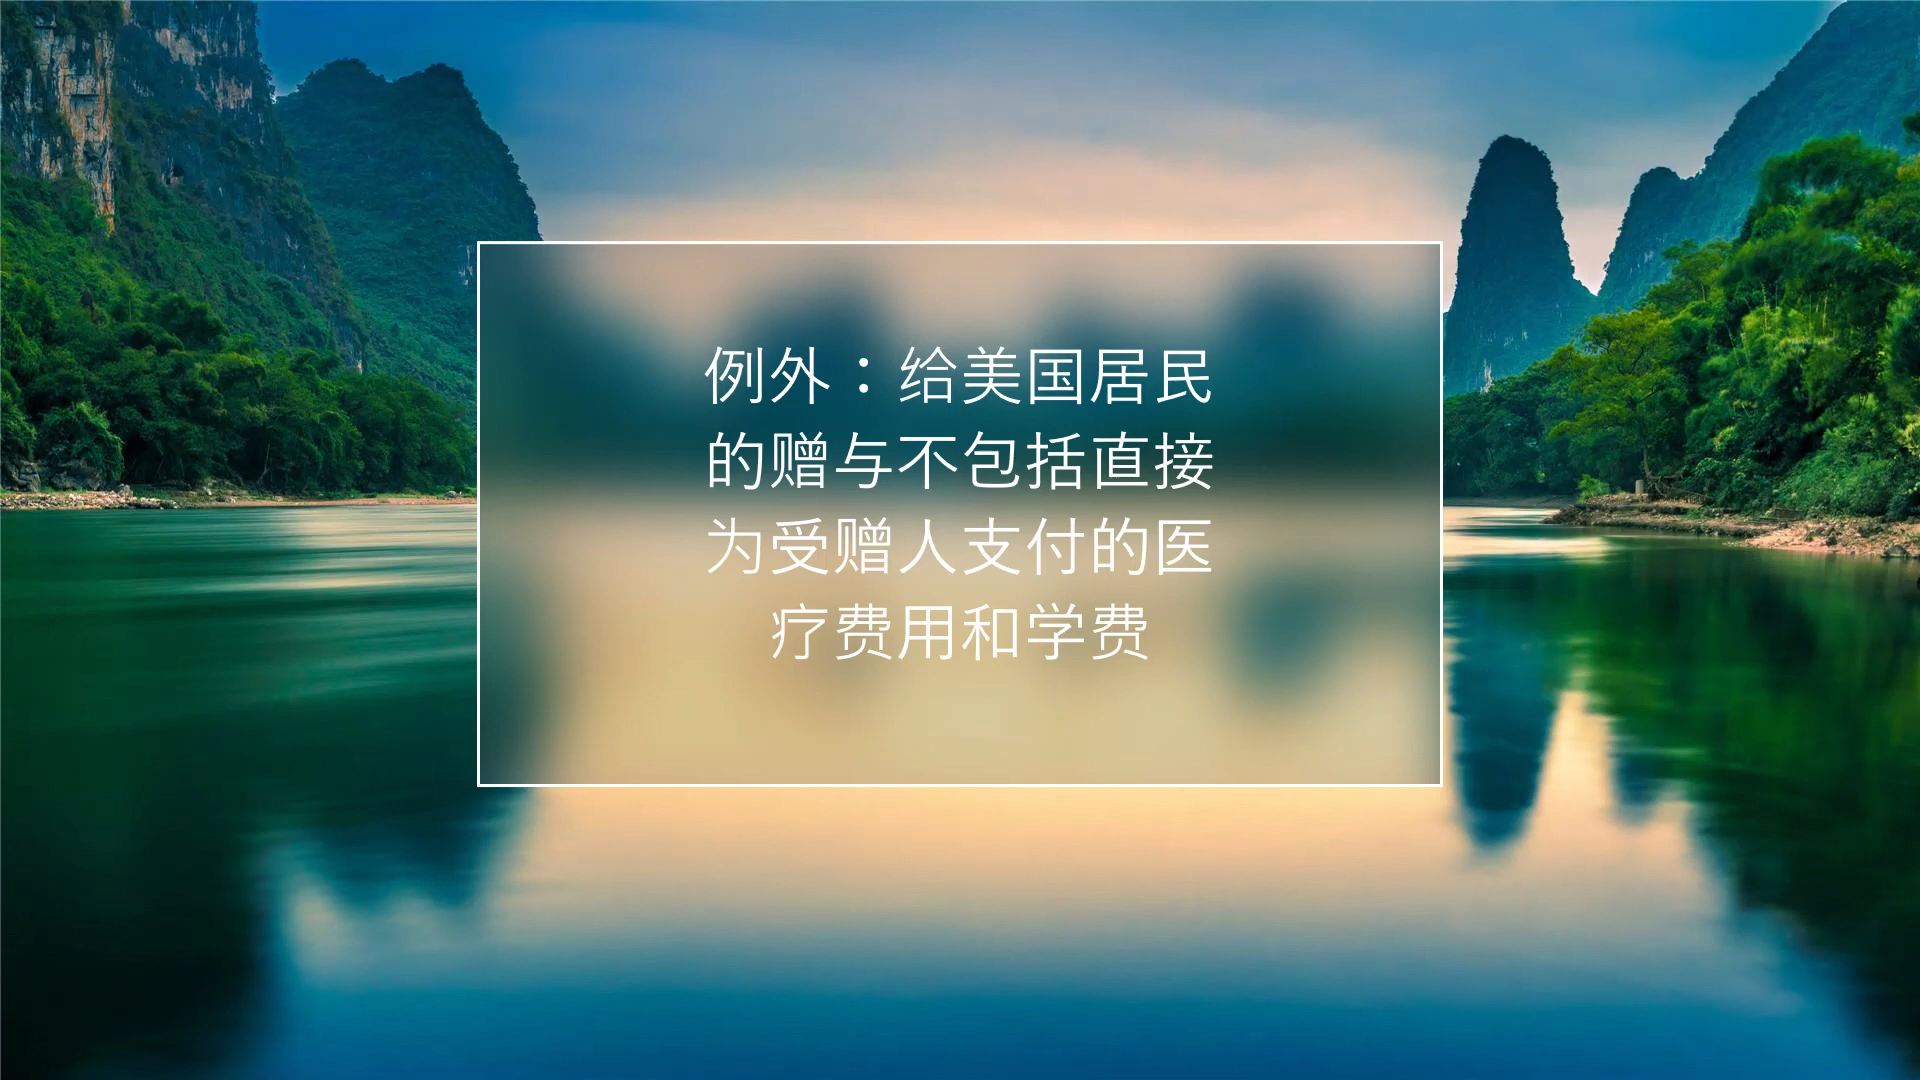 例外：给美国居民
的赠与不包括直接
为受赠人支付的医
疗费用和学费